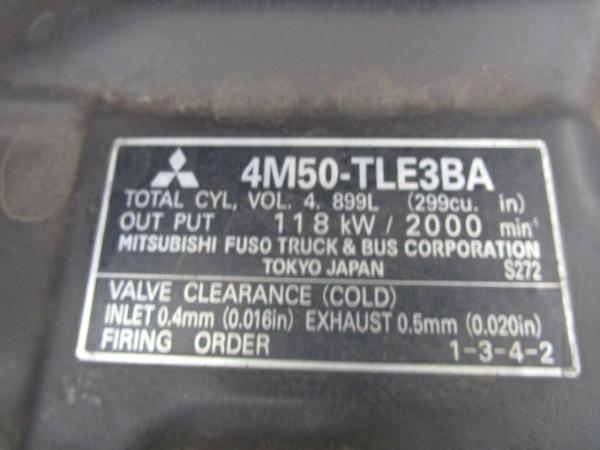 4M50-TLE3BA
TOTAL CYL, VOL. 4. 899L (299cu. in)
OUT PUT 118 kW / 2000 min⁻¹
MITSUBISHI FUSO TRUCK & BUS CORPORATION
TOKYO JAPAN S272
VALVE CLEARANCE (COLD)
INLET 0.4mm (0.016in) EXHAUST 0.5mm (0.020in)
FIRING ORDER 1-3-4-2